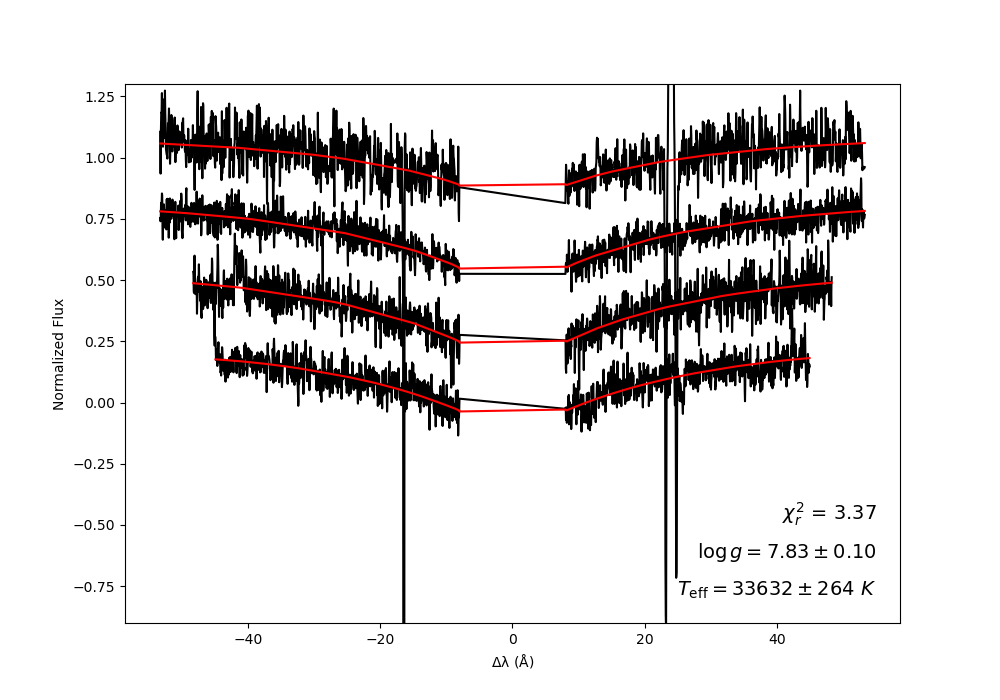 1.25
1.00
0.75
0.50
0.25
0.00
−0.25
−0.50
−0.75
Normalized Flux
χ²ᵣ = 3.37
log g = 7.83 ± 0.10
T_eff = 33632 ± 264 K
−40 −20 0 20 40
Δλ (Å)